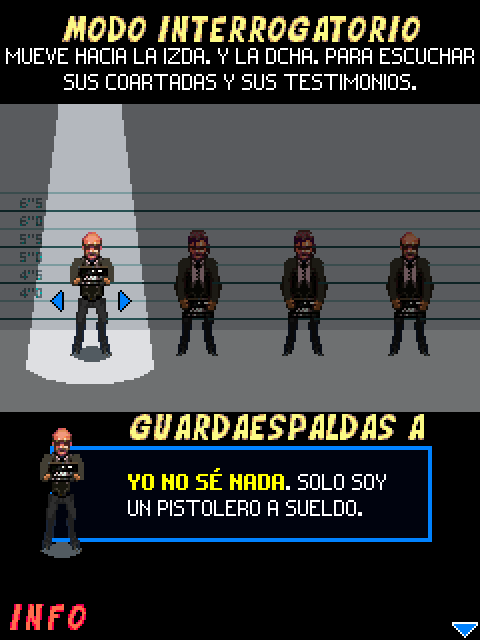 MODO INTERROGATORIO
MUEVE HACIA LA IZDA. Y LA DCHA. PARA ESCUCHAR
SUS COARTADAS Y SUS TESTIMONIOS.
6"5
6"0
5"5
5"0
4"5
4"0
GUARDAESPALDAS A
YO NO SÉ NADA. SOLO SOY
UN PISTOLERO A SUELDO.
INFO